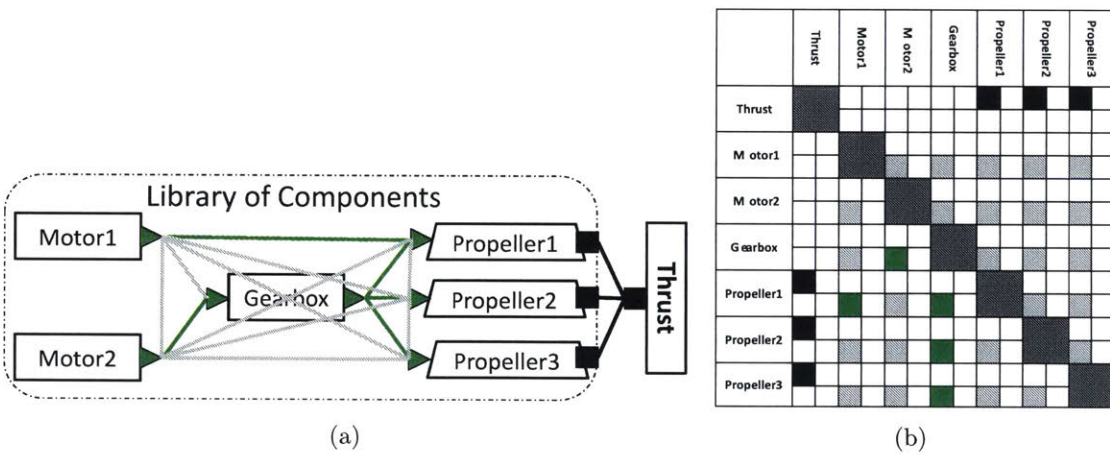 Library of Components
Motor1
Motor2
Gearbox
Propeller1
Propeller2
Propeller3
Thrust
(a)
Thrust
Motor1
M otor2
Gearbox
Propeller1
Propeller2
Propeller3
Thrust
M otor1
M otor2
Gearbox
Propeller1
Propeller2
Propeller3
(b)